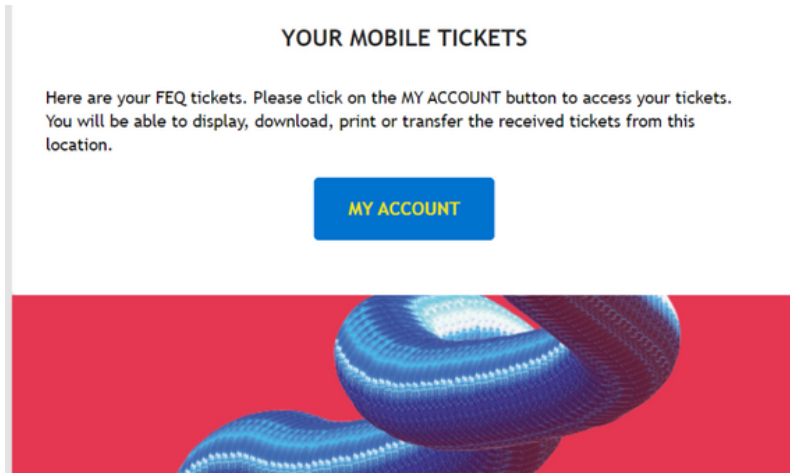 YOUR MOBILE TICKETS
Here are your FEQ tickets. Please click on the MY ACCOUNT button to access your tickets.
You will be able to display, download, print or transfer the received tickets from this
location.
MY ACCOUNT